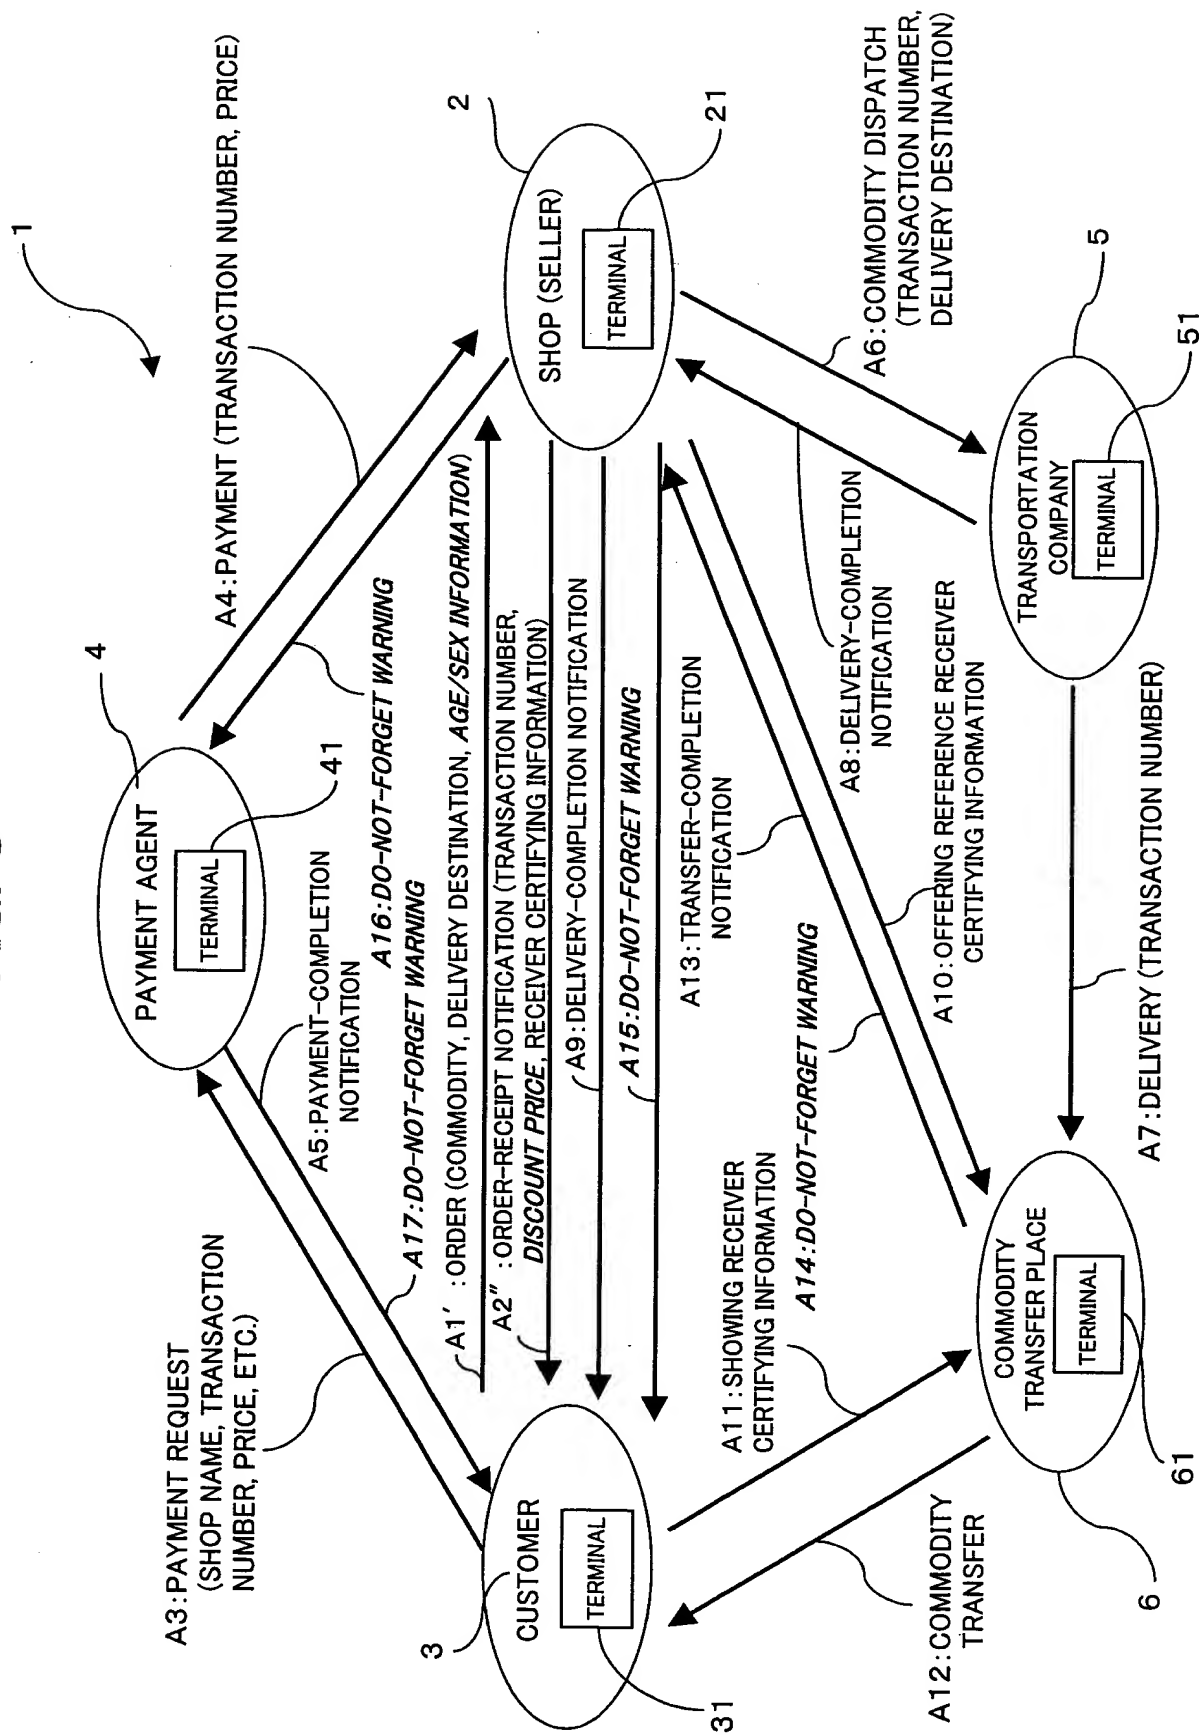 1
A4:PAYMENT (TRANSACTION NUMBER, PRICE)
4
PAYMENT AGENT
TERMINAL
41
A3:PAYMENT REQUEST
(SHOP NAME, TRANSACTION
NUMBER, PRICE, ETC.)
A5:PAYMENT-COMPLETION
NOTIFICATION
A16:DO-NOT-FORGET WARNING
A17:DO-NOT-FORGET WARNING
2
SHOP (SELLER)
TERMINAL
21
3
CUSTOMER
TERMINAL
31
A1′ :ORDER (COMMODITY, DELIVERY DESTINATION, AGE/SEX INFORMATION)
A2″ :ORDER-RECEIPT NOTIFICATION (TRANSACTION NUMBER,
DISCOUNT PRICE, RECEIVER CERTIFYING INFORMATION)
A9:DELIVERY-COMPLETION NOTIFICATION
A15:DO-NOT-FORGET WARNING
A13:TRANSFER-COMPLETION
NOTIFICATION
A11:SHOWING RECEIVER
CERTIFYING INFORMATION
A14:DO-NOT-FORGET WARNING
A8:DELIVERY-COMPLETION
NOTIFICATION
A6:COMMODITY DISPATCH
(TRANSACTION NUMBER,
DELIVERY DESTINATION)
A10:OFFERING REFERENCE RECEIVER
CERTIFYING INFORMATION
A12:COMMODITY
TRANSFER
COMMODITY
TRANSFER PLACE
TERMINAL
61
6
TRANSPORTATION
COMPANY
TERMINAL
5
51
A7:DELIVERY (TRANSACTION NUMBER)